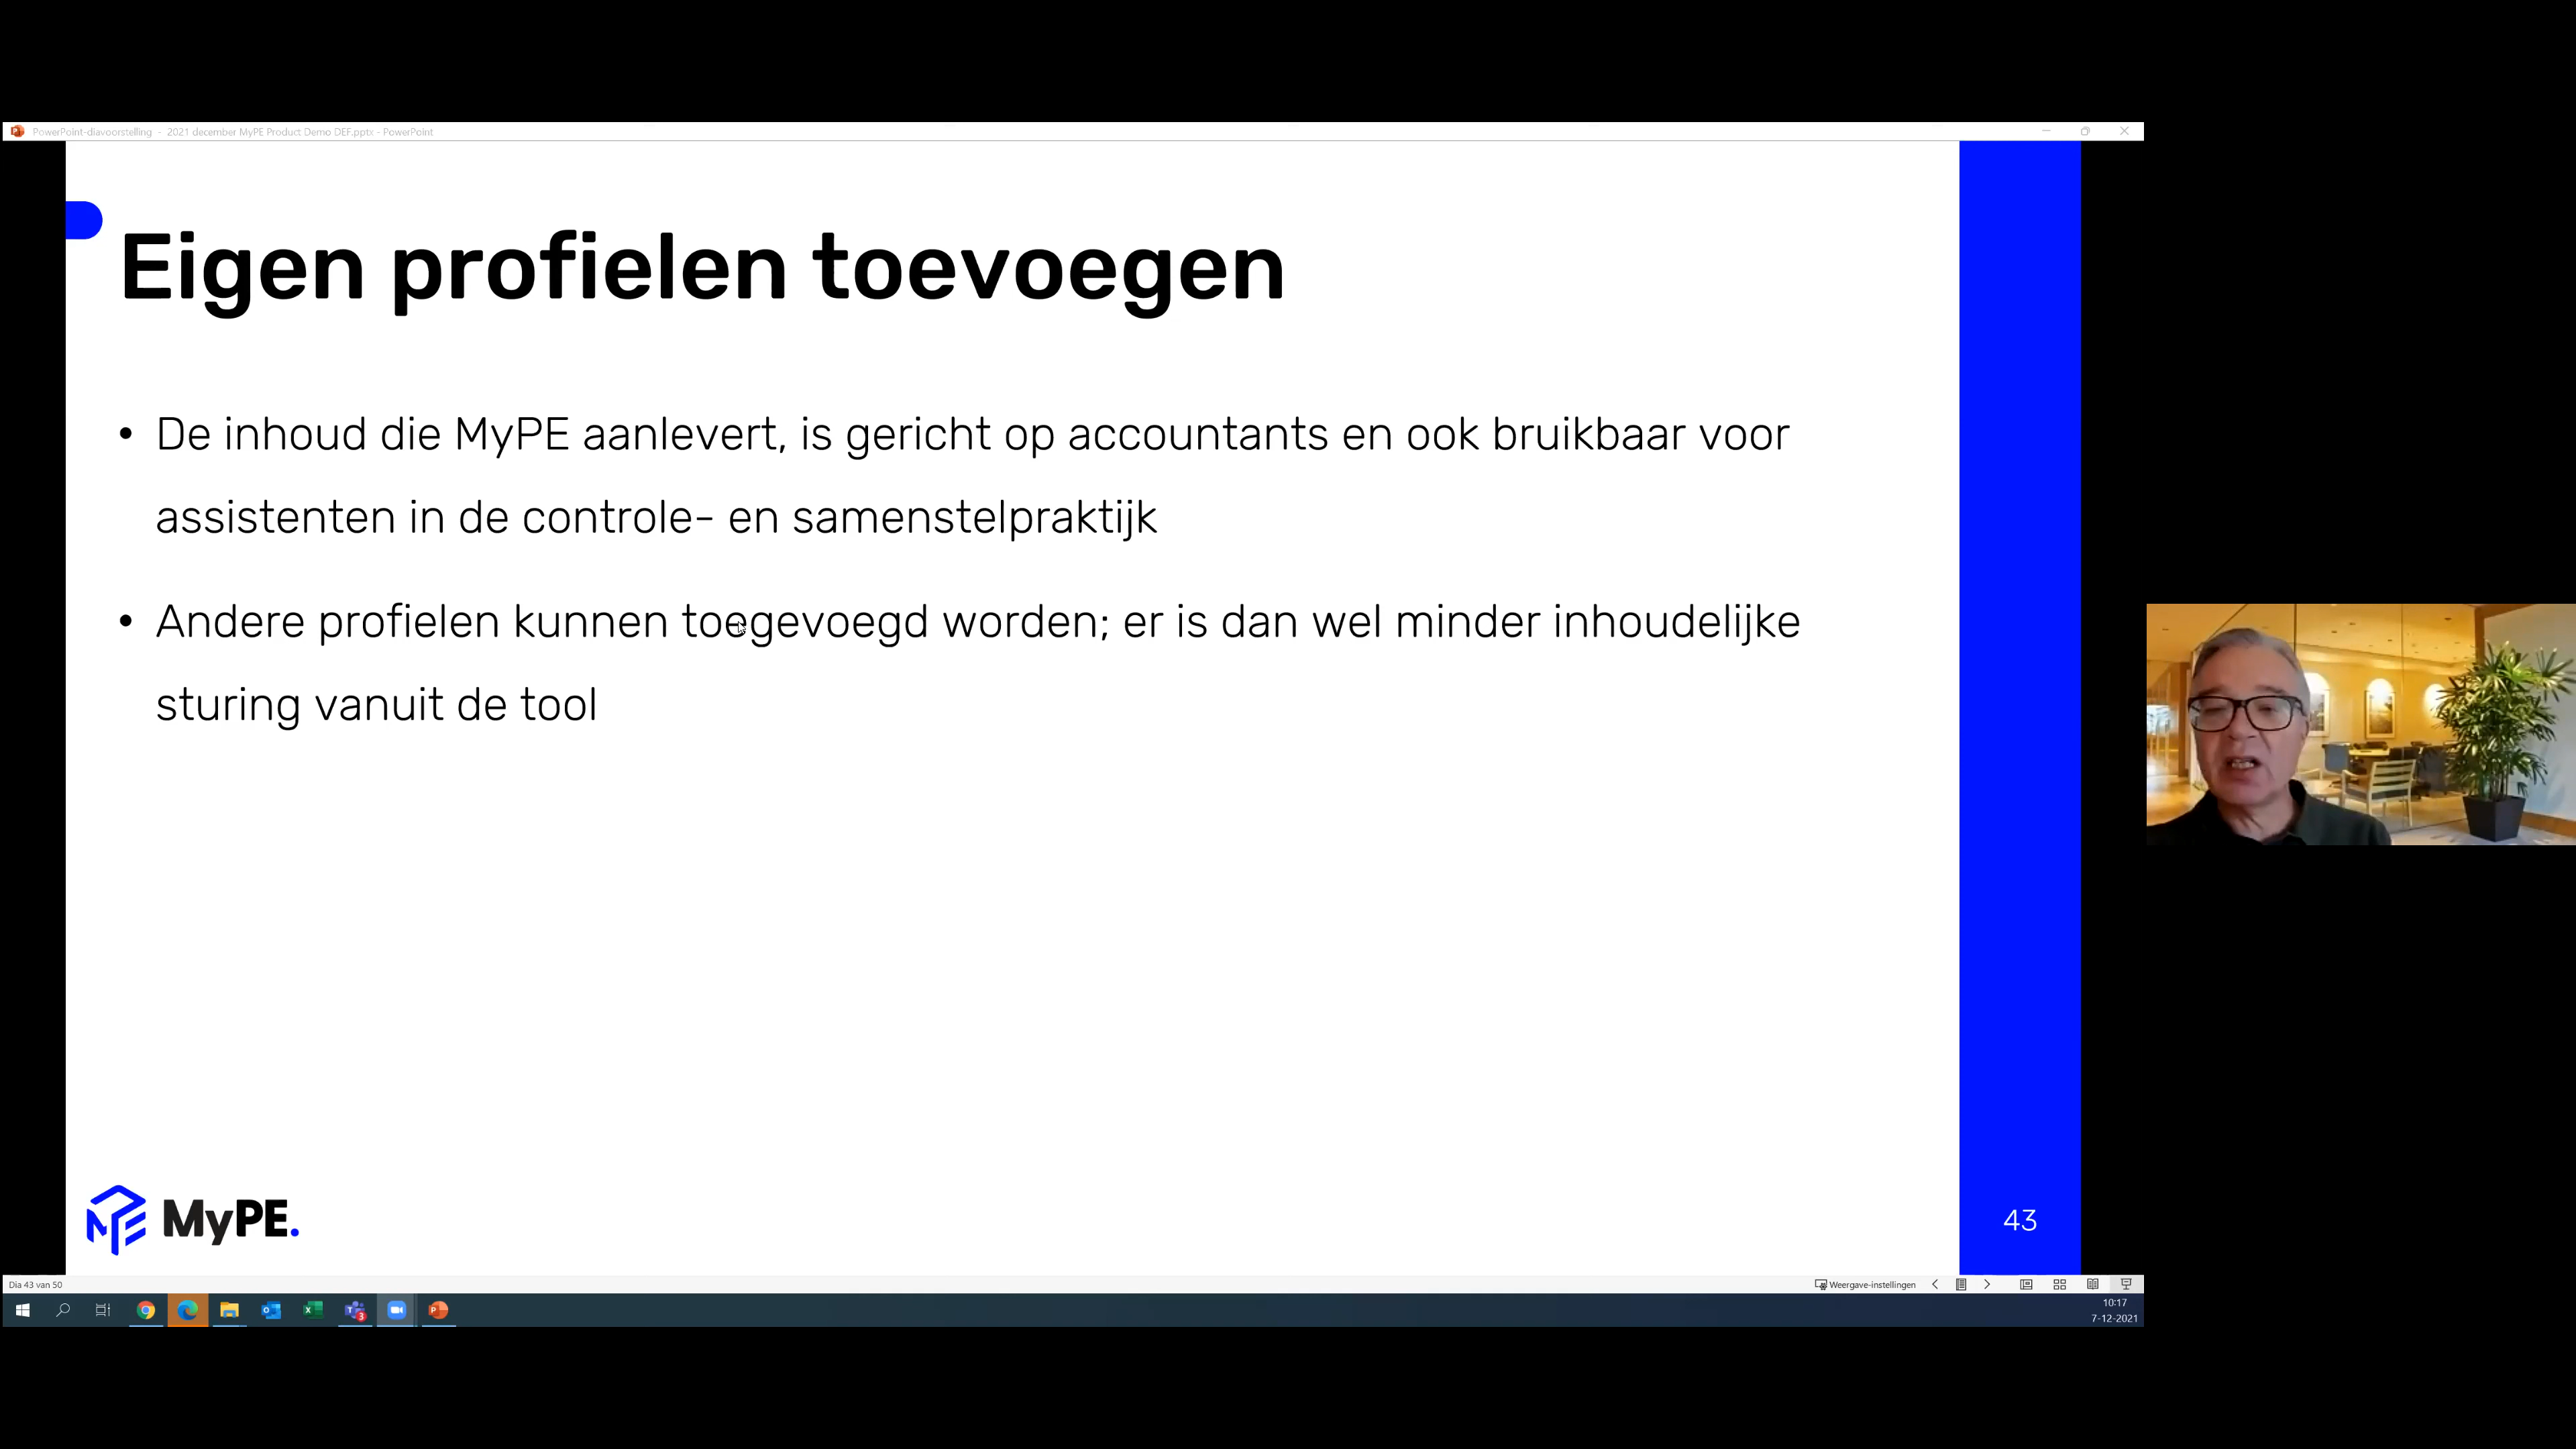 PowerPoint-diavoorstelling - 2021 december MyPE Product Demo DEF.pptx - PowerPoint
Eigen profielen toevoegen
• De inhoud die MyPE aanlevert, is gericht op accountants en ook bruikbaar voor
assistenten in de controle- en samenstelpraktijk
• Andere profielen kunnen toegevoegd worden; er is dan wel minder inhoudelijke
sturing vanuit de tool
MyPE.
43
Dia 43 van 50
Weergave-instellingen
10:17
7-12-2021